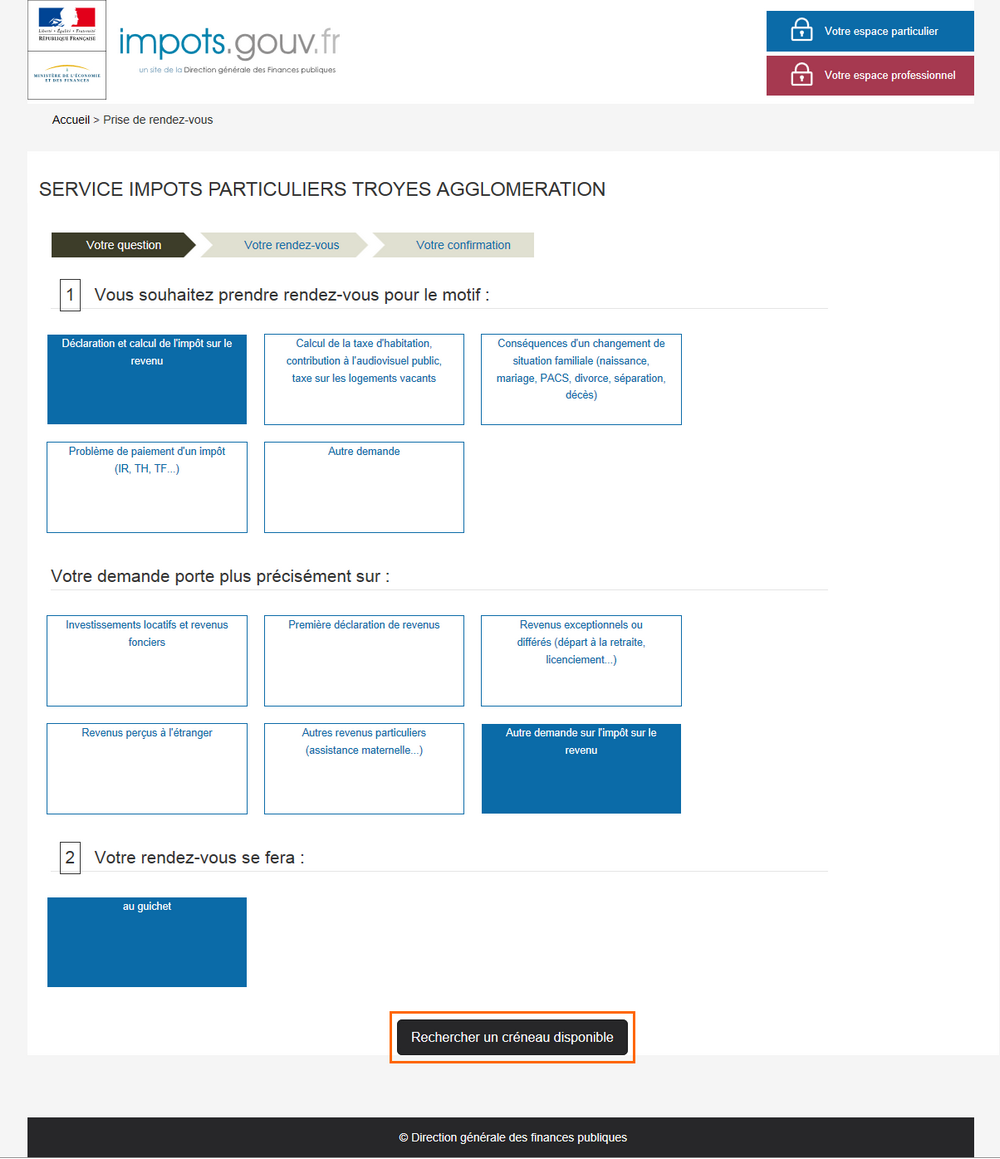 Liberté • Égalité • Fraternité
RÉPUBLIQUE FRANÇAISE
MINISTÈRE DE L'ÉCONOMIE
ET DES FINANCES
impots.gouv.fr
un site de la Direction générale des Finances publiques
Votre espace particulier
Votre espace professionnel
Accueil > Prise de rendez-vous
SERVICE IMPOTS PARTICULIERS TROYES AGGLOMERATION
Votre question
Votre rendez-vous
Votre confirmation
1 Vous souhaitez prendre rendez-vous pour le motif :
Déclaration et calcul de l'impôt sur le
revenu
Calcul de la taxe d'habitation,
contribution à l'audiovisuel public,
taxe sur les logements vacants
Conséquences d'un changement de
situation familiale (naissance,
mariage, PACS, divorce, séparation,
décès)
Problème de paiement d'un impôt
(IR, TH, TF...)
Autre demande
Votre demande porte plus précisément sur :
Investissements locatifs et revenus
fonciers
Première déclaration de revenus
Revenus exceptionnels ou
différés (départ à la retraite,
licenciement...)
Revenus perçus à l'étranger
Autres revenus particuliers
(assistance maternelle...)
Autre demande sur l'impôt sur le
revenu
2 Votre rendez-vous se fera :
au guichet
Rechercher un créneau disponible
© Direction générale des finances publiques